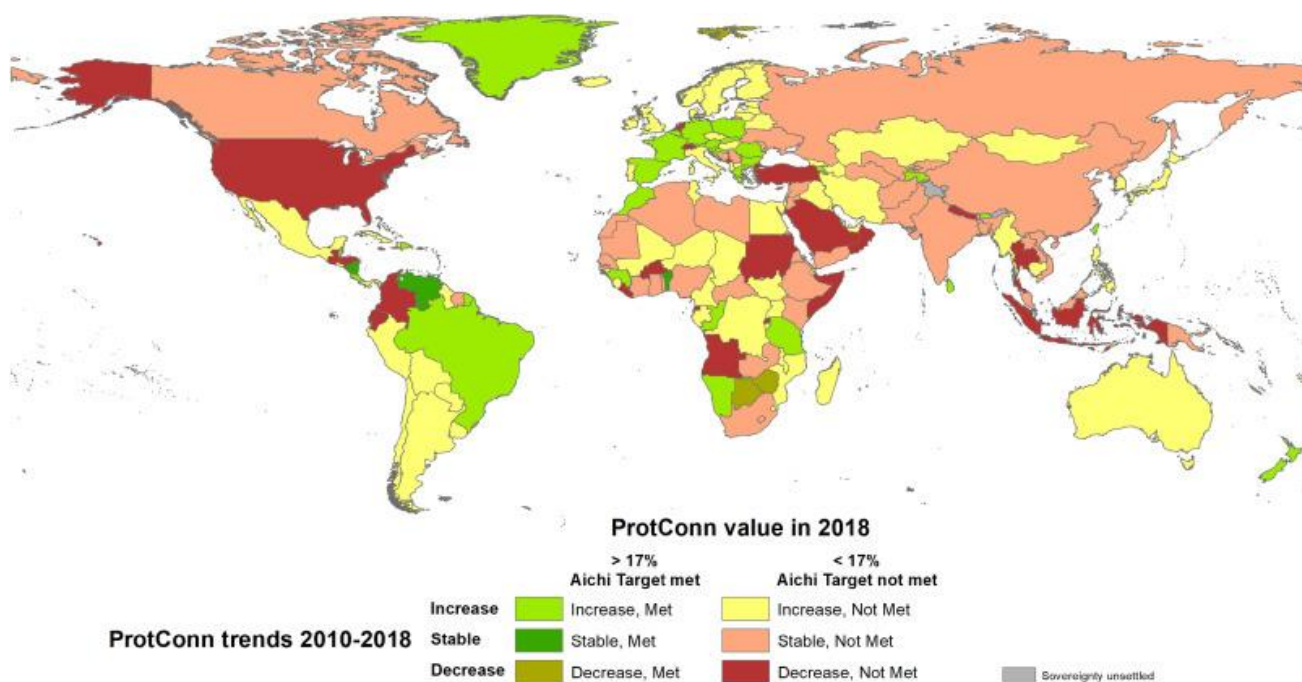 ProtConn value in 2018
> 17% < 17%
Aichi Target met Aichi Target not met
Increase Increase, Met Increase, Not Met
ProtConn trends 2010-2018 Stable Stable, Met Stable, Not Met
Decrease Decrease, Met Decrease, Not Met
Sovereignty unsettled